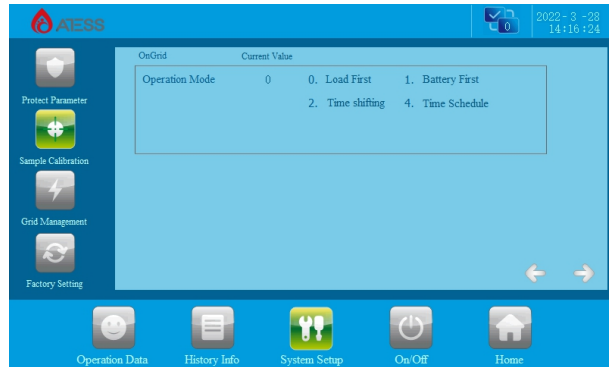 ATESS
0
2022-3-28
14:16:24
OnGrid Current Value
Operation Mode 0 0. Load First 1. Battery First
2. Time shifting 4. Time Schedule
Protect Parameter
Sample Calibration
Grid Management
Factory Setting
Operation Data History Info System Setup On/Off Home